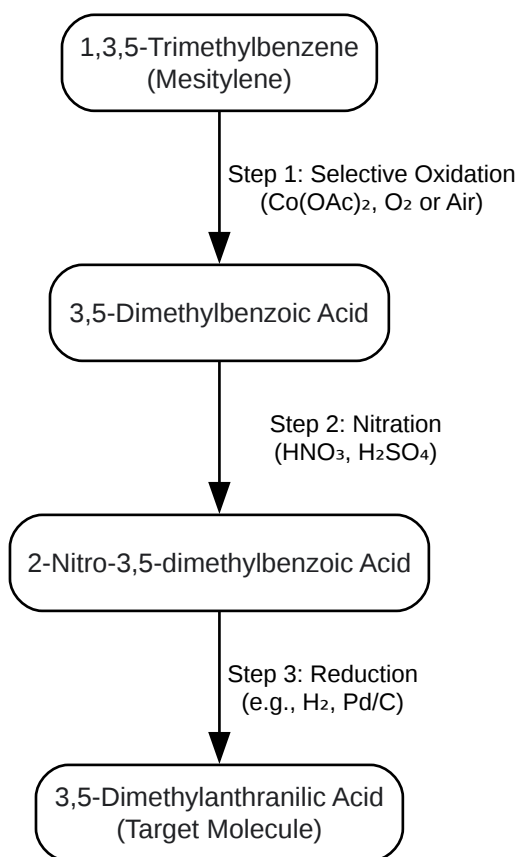 1,3,5-Trimethylbenzene
(Mesitylene)
Step 1: Selective Oxidation
(Co(OAc)₂, O₂ or Air)
3,5-Dimethylbenzoic Acid
Step 2: Nitration
(HNO₃, H₂SO₄)
2-Nitro-3,5-dimethylbenzoic Acid
Step 3: Reduction
(e.g., H₂, Pd/C)
3,5-Dimethylanthranilic Acid
(Target Molecule)